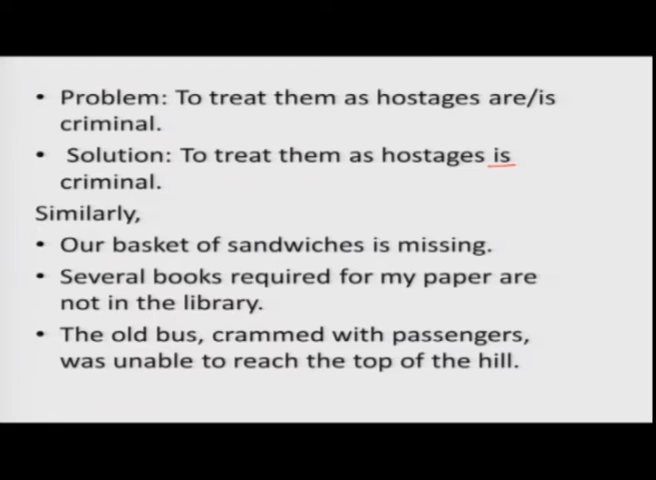 • Problem: To treat them as hostages are/is
criminal.
• Solution: To treat them as hostages is
criminal.
Similarly,
• Our basket of sandwiches is missing.
• Several books required for my paper are
not in the library.
• The old bus, crammed with passengers,
was unable to reach the top of the hill.